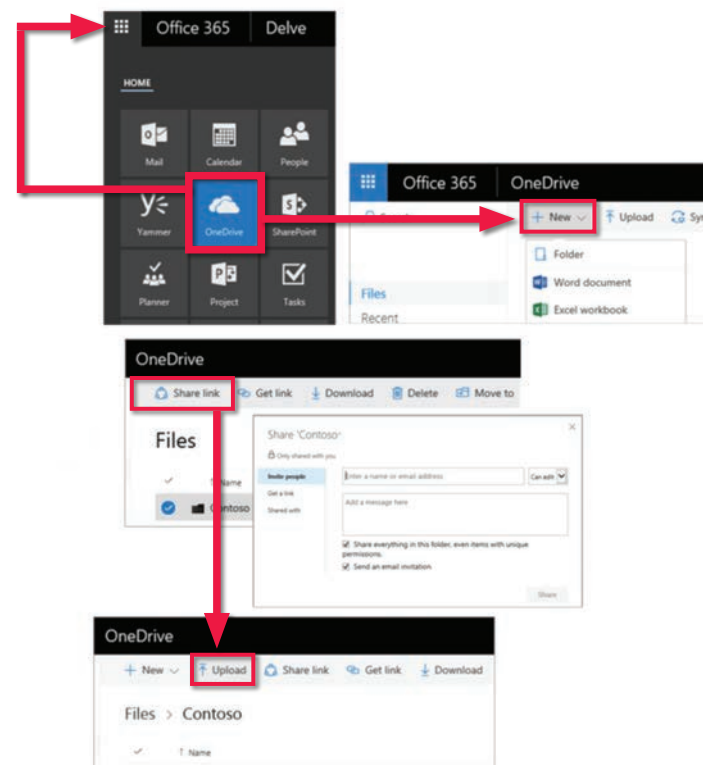 Office 365 Delve
HOME
Mail Calendar People
Yammer OneDrive SharePoint
Planner Project Tasks
Office 365 OneDrive
New Upload
Folder
Word document
Files
Excel workbook
Recent
OneDrive
Share link Get link Download Delete Move to
Files
Name
Contoso
Share 'Contoso'
Only shared with you
Invite people
Get a link
Shared with
Enter a name or email address
Can edit
Add a message here
Share everything in this folder, even items with unique
permissions.
Send an email invitation
Share
OneDrive
New Upload Share link Get link Download
Files > Contoso
Name